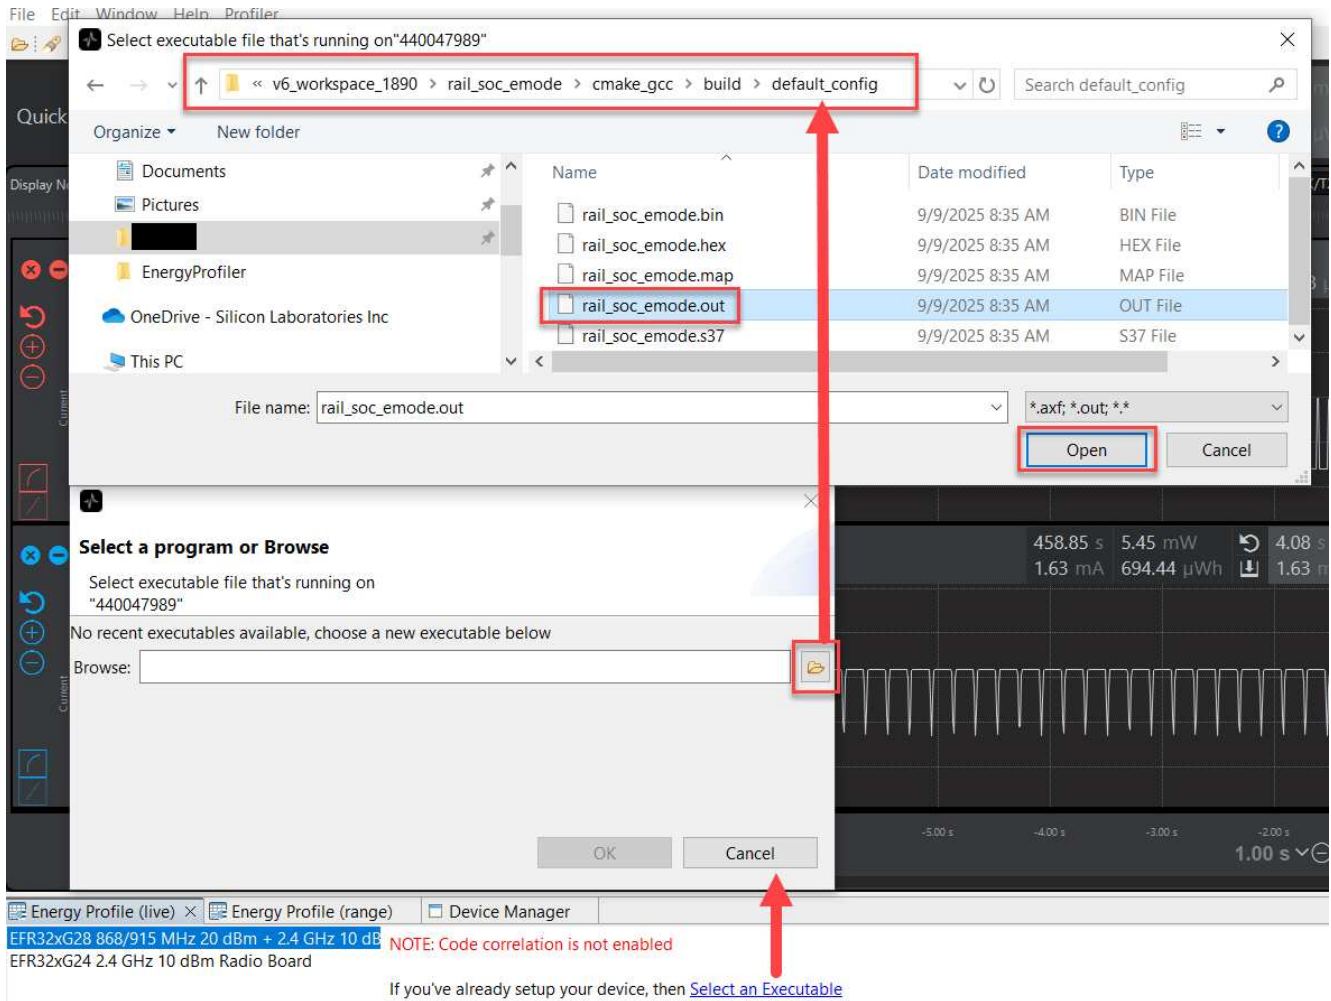 File Edit Window Help Profiler
Select executable file that's running on"440047989"
« v6_workspace_1890 > rail_soc_emode > cmake_gcc > build > default_config
Search default_config
Quick
Organize
New folder
Display
Documents
Pictures
EnergyProfiler
OneDrive - Silicon Laboratories Inc
This PC
Name Date modified Type
rail_soc_emode.bin 9/9/2025 8:35 AM BIN File
rail_soc_emode.hex 9/9/2025 8:35 AM HEX File
rail_soc_emode.map 9/9/2025 8:35 AM MAP File
rail_soc_emode.out 9/9/2025 8:35 AM OUT File
rail_soc_emode.s37 9/9/2025 8:35 AM S37 File
Current
File name: rail_soc_emode.out
*.axf; *.out; *.*
Open
Cancel
Select a program or Browse
Select executable file that's running on
"440047989"
No recent executables available, choose a new executable below
Browse:
Current
458.85 s 5.45 mW 4.08 s
1.63 mA 694.44 µWh 1.63
OK
Cancel
-5.00 s -4.00 s -3.00 s -2.00 s
1.00 s
Energy Profile (live) Energy Profile (range) Device Manager
EFR32xG28 868/915 MHz 20 dBm + 2.4 GHz 10 dB
EFR32xG24 2.4 GHz 10 dBm Radio Board
NOTE: Code correlation is not enabled
If you've already setup your device, then Select an Executable